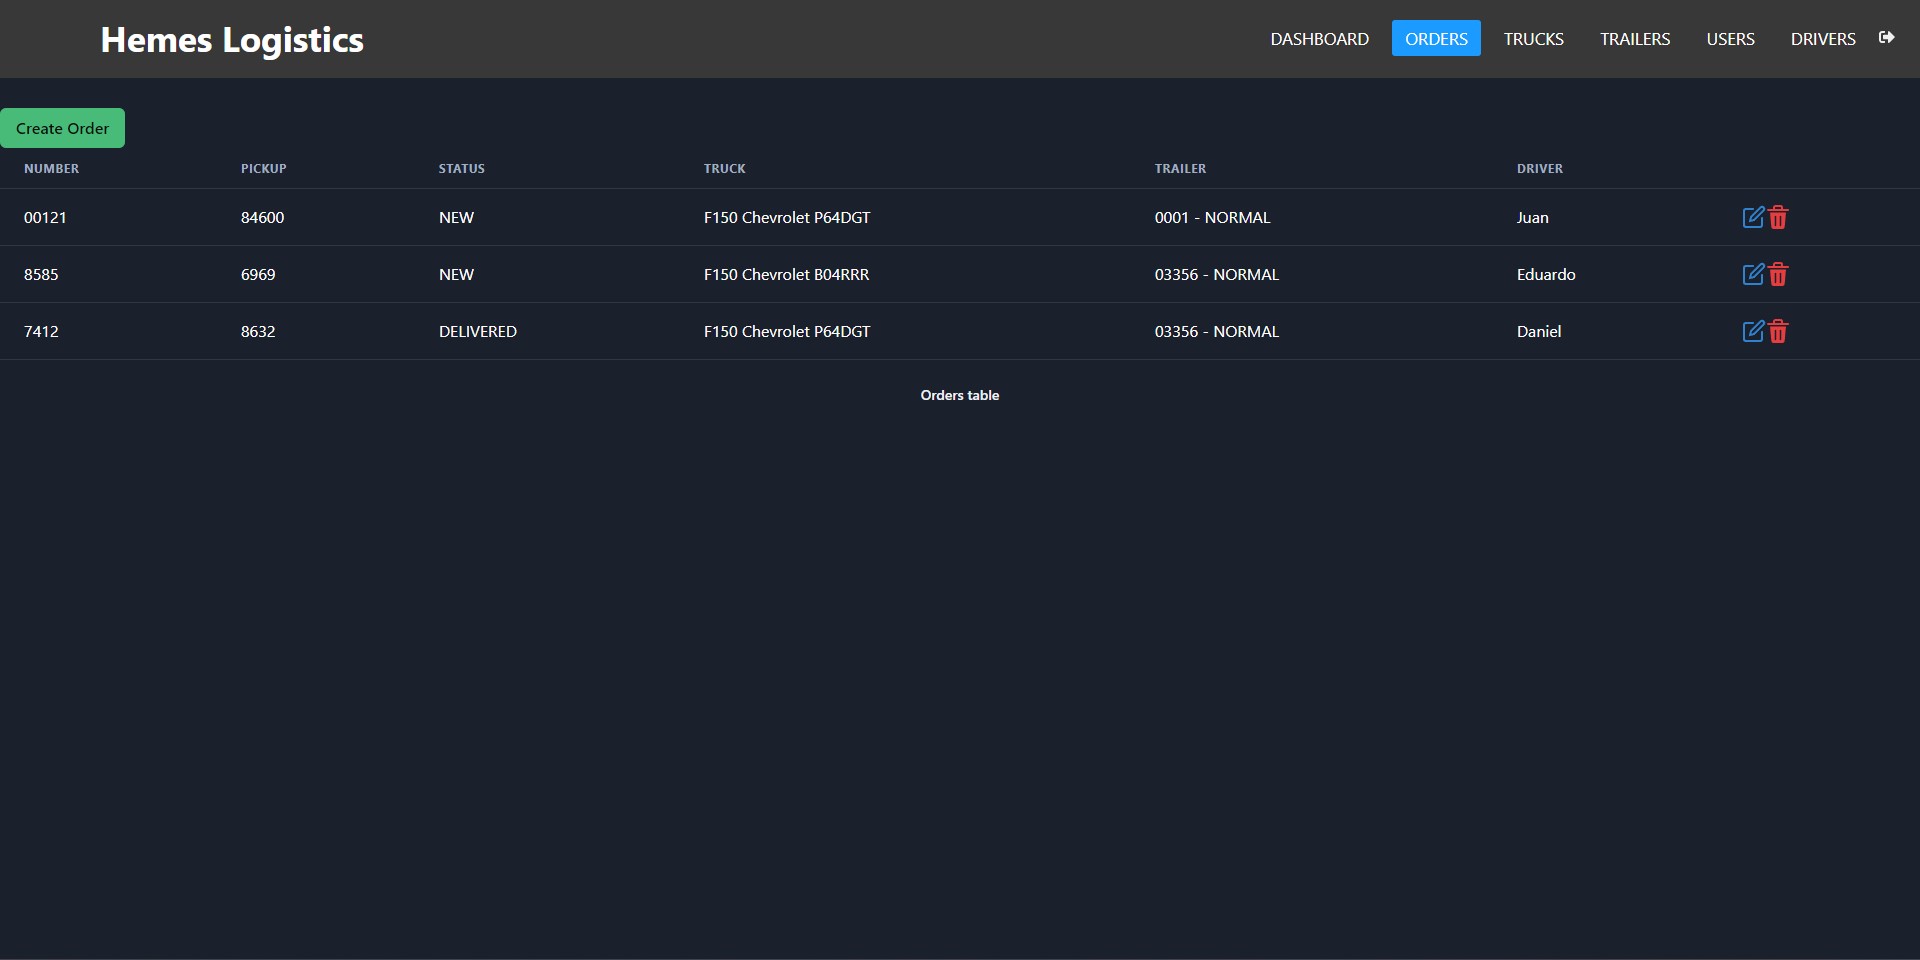 Hemes Logistics DASHBOARD ORDERS TRUCKS TRAILERS USERS DRIVERS
Create Order
NUMBER PICKUP STATUS TRUCK TRAILER DRIVER
00121 84600 NEW F150 Chevrolet P64DGT 0001 - NORMAL Juan
8585 6969 NEW F150 Chevrolet B04RRR 03356 - NORMAL Eduardo
7412 8632 DELIVERED F150 Chevrolet P64DGT 03356 - NORMAL Daniel
Orders table